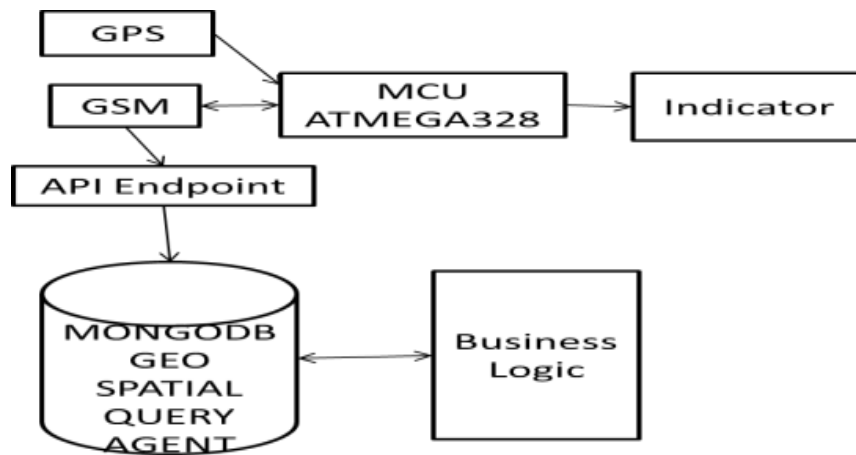 GPS
GSM
MCU
ATMEGA328
Indicator
API Endpoint
MONGODB
GEO
SPATIAL
QUERY
AGENT
Business
Logic